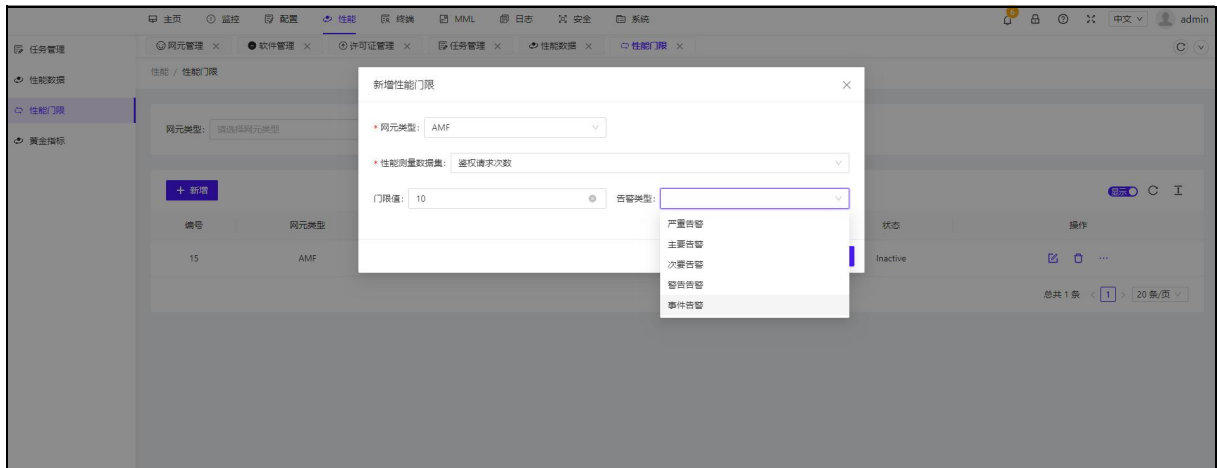 主页 监控 配置 性能 终端 MML 日志 安全 系统 中文 admin
任务管理 网元管理 软件管理 许可证管理 任务管理 性能数据 性能门限
性能数据
性能 / 性能门限
新增性能门限
性能门限
网元类型: 请选择网元类型
* 网元类型: AMF
黄金指标
* 性能测量数据集: 鉴权请求次数
新增
显示
门限值: 10 告警类型:
编号 网元类型 状态 操作
严重告警
主要告警
15 AMF Inactive
次要告警
警告告警
事件告警
总共 1 条 < 1 > 20 条/页